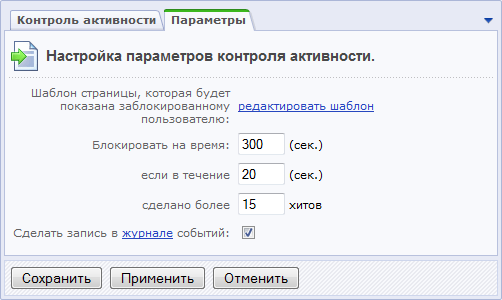 Контроль активности Параметры
Настройка параметров контроля активности.
Шаблон страницы, которая будет
показана заблокированному
пользователю:
редактировать шаблон
Блокировать на время: 300 (сек.)
если в течение 20 (сек.)
сделано более 15 хитов
Сделать запись в журнале событий:
Сохранить Применить Отменить